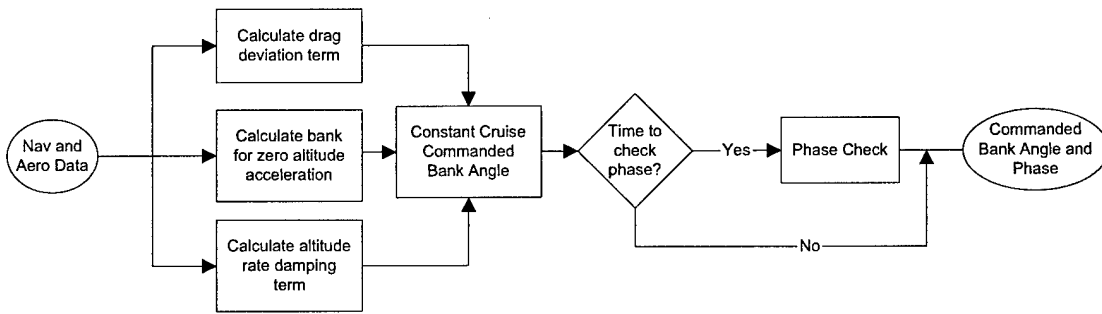 Nav and
Aero Data
Calculate drag
deviation term
Calculate bank
for zero altitude
acceleration
Calculate altitude
rate damping
term
Constant Cruise
Commanded
Bank Angle
Time to
check
phase?
Yes
No
Phase Check
Commanded
Bank Angle and
Phase